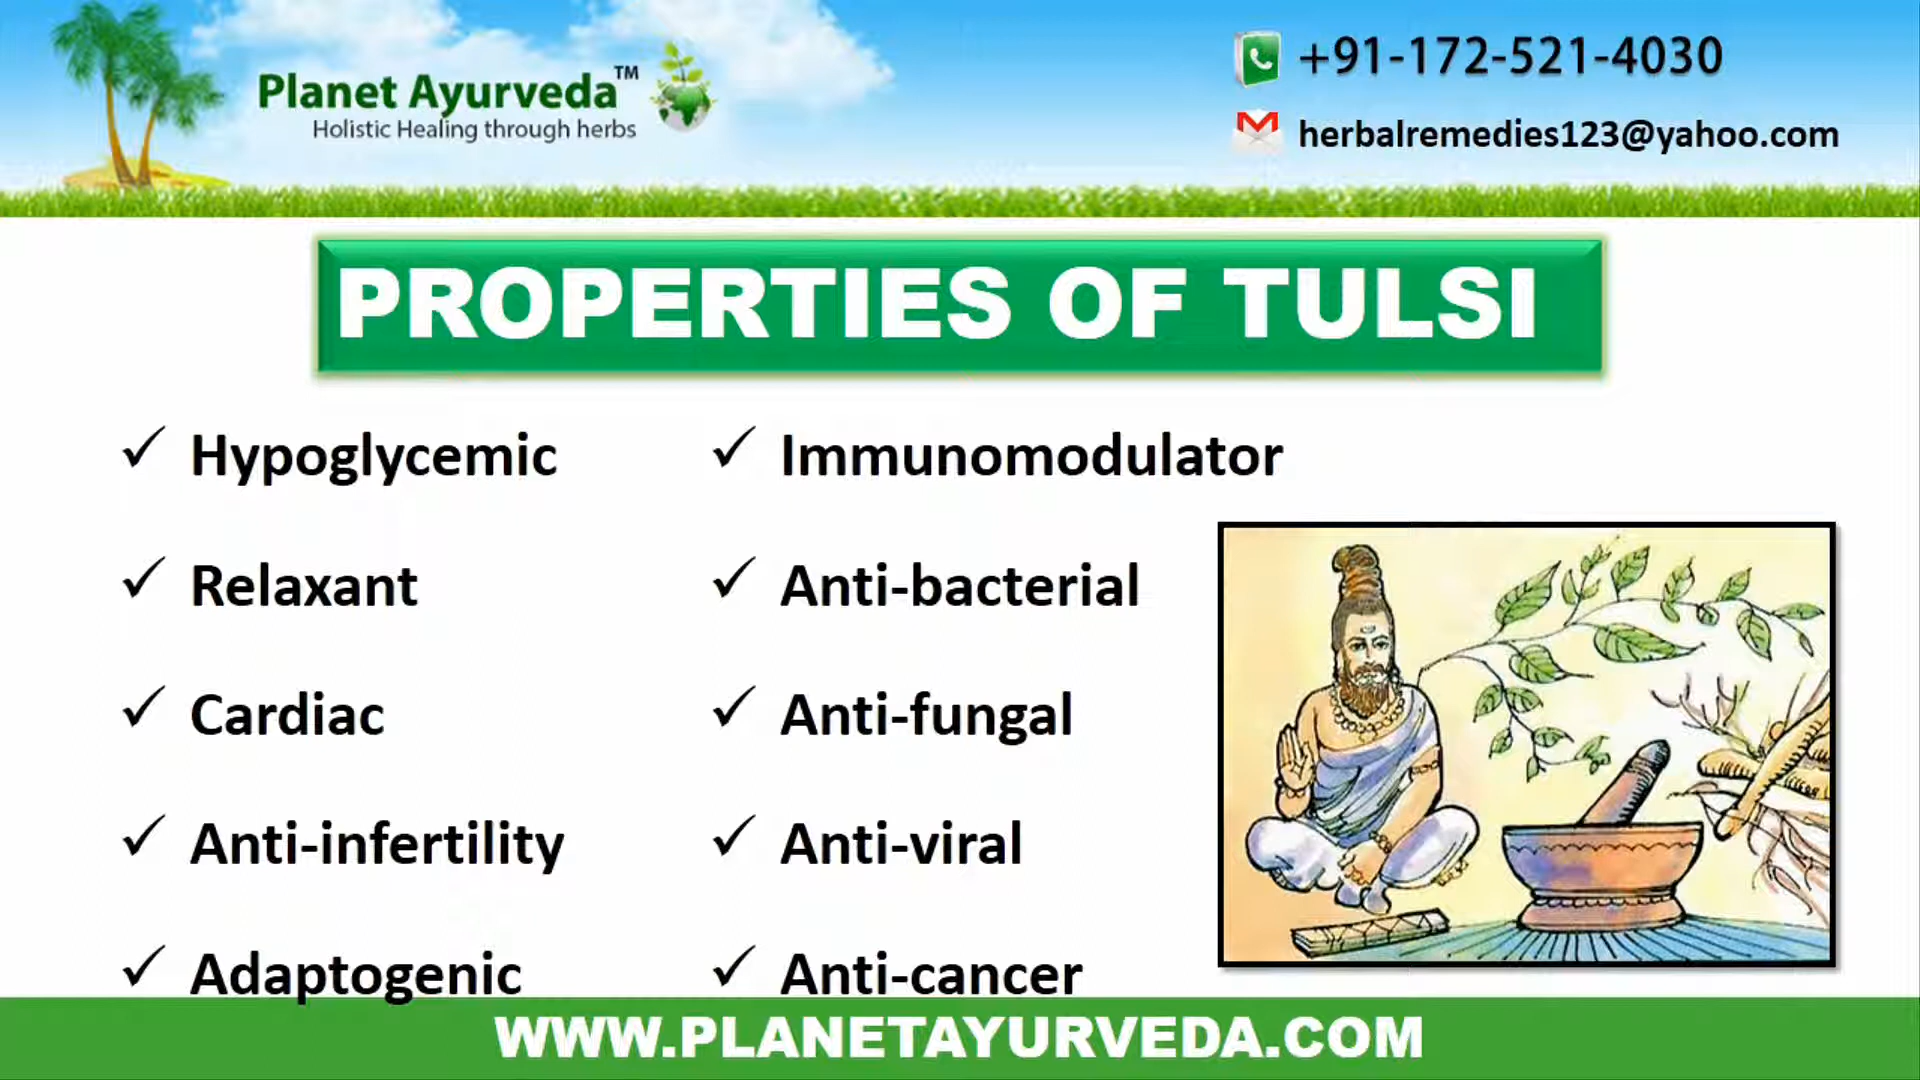 Planet Ayurveda™
Holistic Healing through herbs
+91-172-521-4030
herbalremedies123@yahoo.com
PROPERTIES OF TULSI
✓ Hypoglycemic
✓ Relaxant
✓ Cardiac
✓ Anti-infertility
✓ Adaptogenic
✓ Immunomodulator
✓ Anti-bacterial
✓ Anti-fungal
✓ Anti-viral
✓ Anti-cancer
WWW.PLANETAYURVEDA.COM